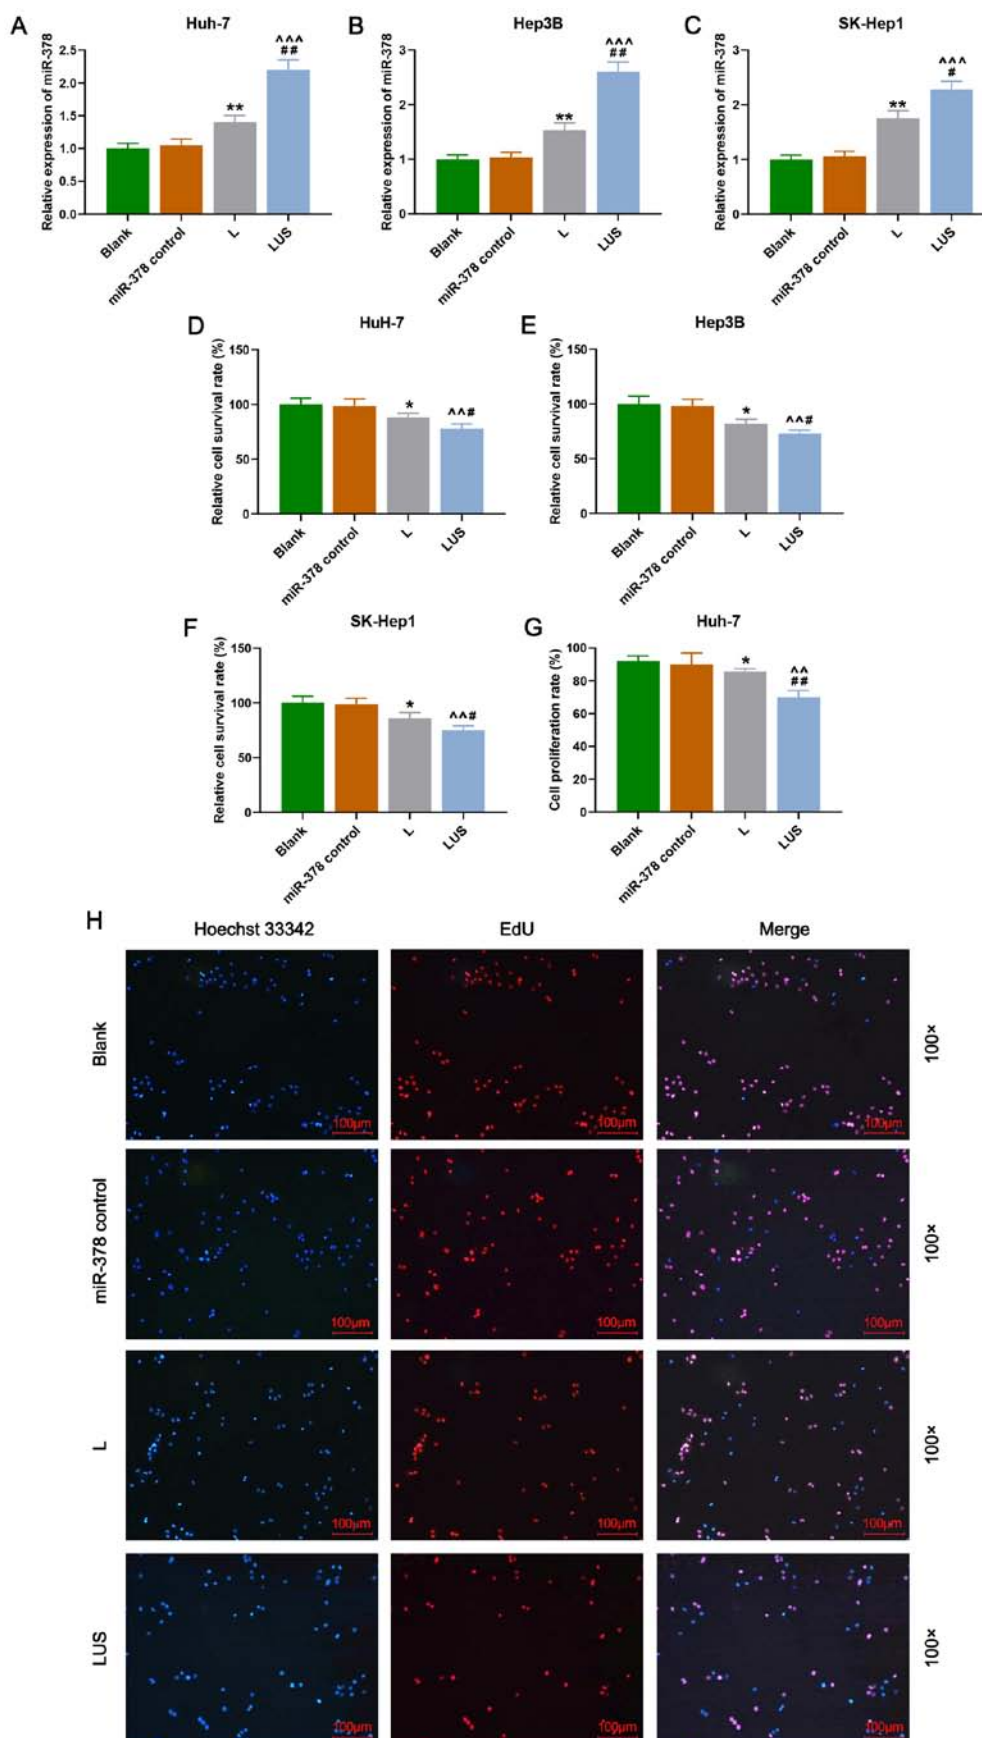 A
Huh-7
Relative expression of miR-378
2.5
2.0
1.5
1.0
0.5
0.0
**
^^^
##
Blank
miR-378 control
L
LUS
B
Hep3B
Relative expression of miR-378
3
2
1
0
**
^^^
##
Blank
miR-378 control
L
LUS
C
SK-Hep1
Relative expression of miR-378
3
2
1
0
**
^^^
#
Blank
miR-378 control
L
LUS
D
HuH-7
Relative cell survival rate (%)
150
100
50
0
*
^^#
Blank
miR-378 control
L
LUS
E
Hep3B
Relative cell survival rate (%)
150
100
50
0
*
^^#
Blank
miR-378 control
L
LUS
F
SK-Hep1
Relative cell survival rate (%)
150
100
50
0
*
^^#
Blank
miR-378 control
L
LUS
G
Huh-7
Cell proliferation rate (%)
100
80
60
40
20
0
*
^^
##
Blank
miR-378 control
L
LUS
H
Hoechst 33342 EdU Merge
Blank
100μm 100μm 100μm
100×
miR-378 control
100μm 100μm 100μm
100×
L
100μm 100μm 100μm
100×
LUS
100μm 100μm 100μm
100×